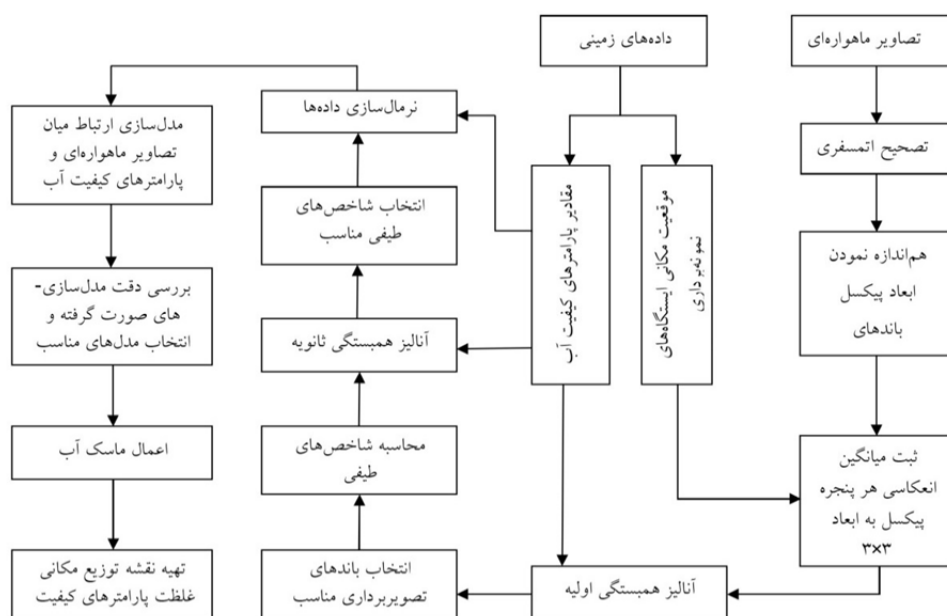 تصاویر ماهواره‌ای
تصحیح اتمسفری
هم‌اندازه نمودن
ابعاد پیکسل
باندهای
ثبت میانگین
انعکاسی هر پنجره
پیکسل به ابعاد
۳×۳
داده‌های زمینی
موقعیت مکانی ایستگاه‌های
نمونه‌برداری
مقادیر پارامترهای کیفیت آب
آنالیز همبستگی اولیه
انتخاب باندهای
تصویربرداری مناسب
محاسبه شاخص‌های
طیفی
آنالیز همبستگی ثانویه
انتخاب شاخص‌های
طیفی مناسب
نرمال‌سازی داده‌ها
مدل‌سازی ارتباط میان
تصاویر ماهواره‌ای و
پارامترهای کیفیت آب
بررسی دقت مدل‌سازی-
های صورت گرفته و
انتخاب مدل‌های مناسب
اعمال ماسک آب
تهیه نقشه توزیع مکانی
غلظت پارامترهای کیفیت